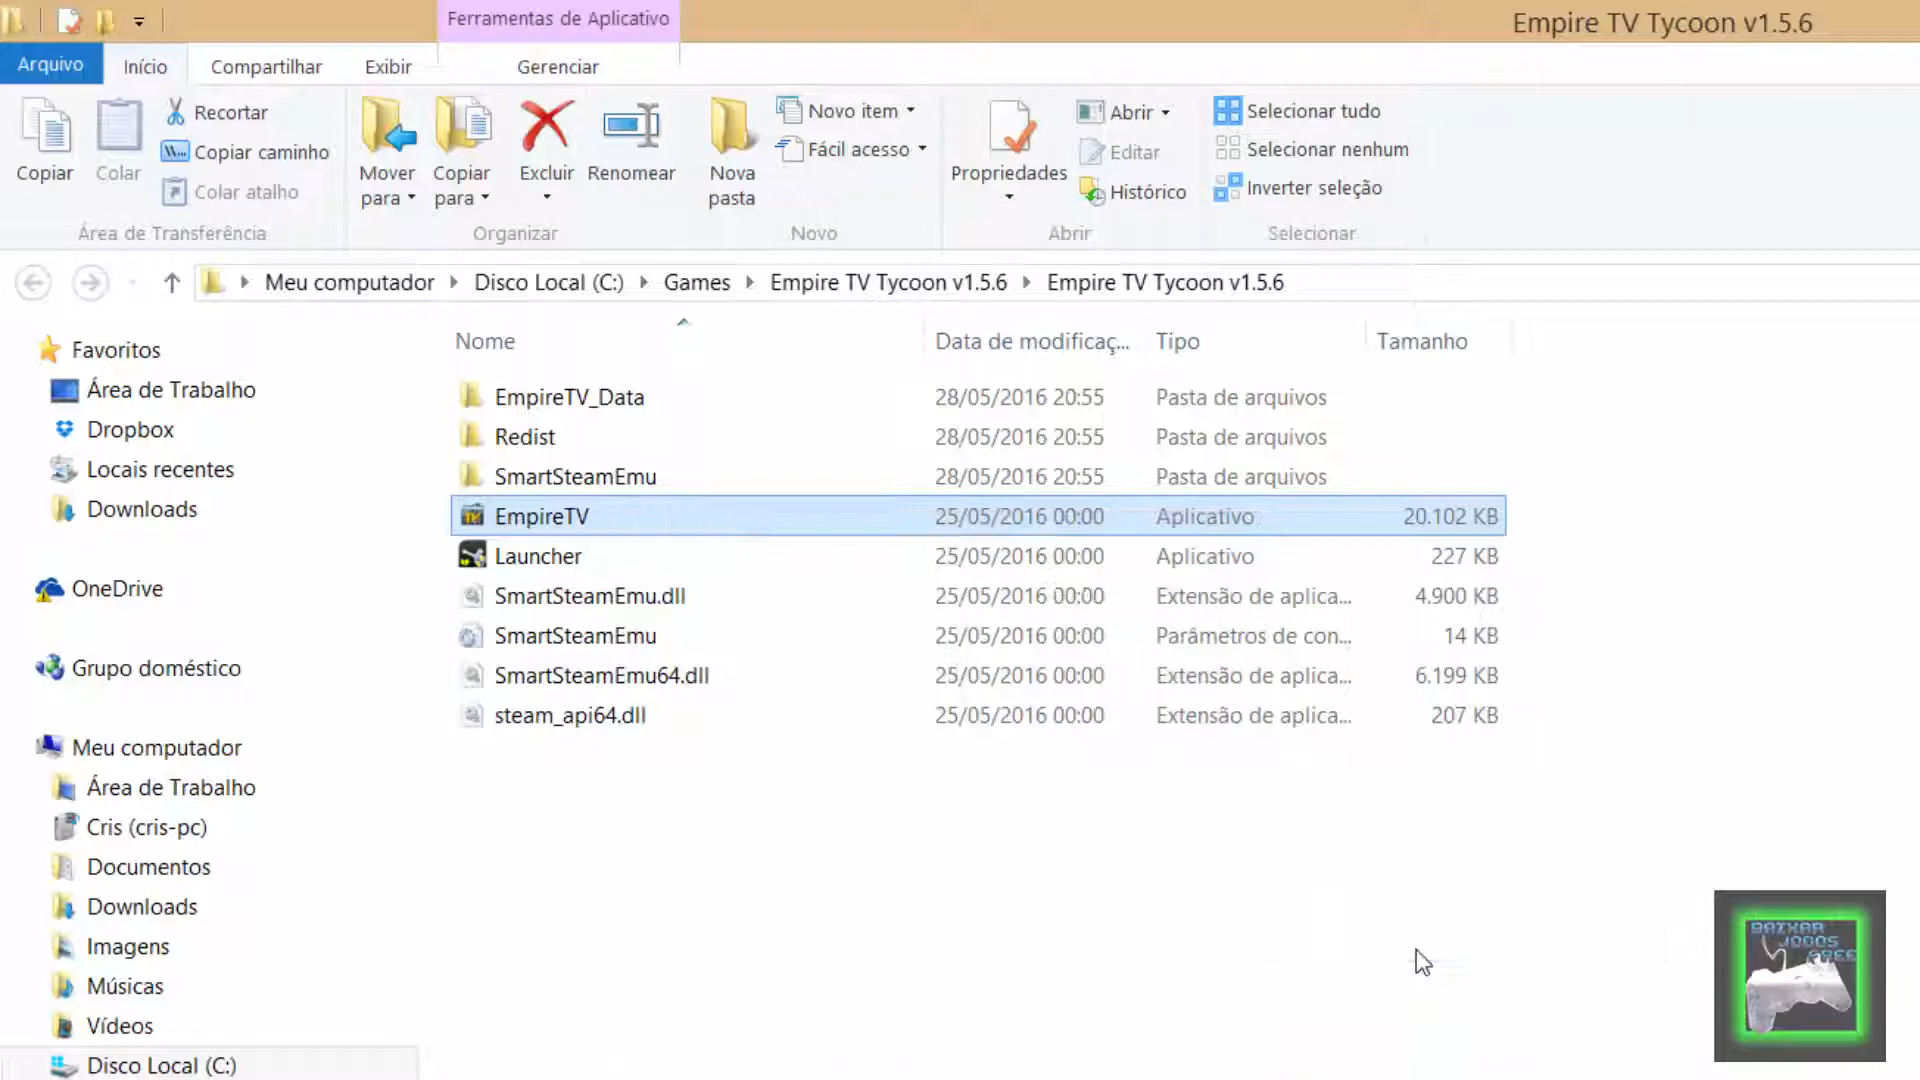 Ferramentas de Aplicativo
Empire TV Tycoon v1.5.6
Arquivo
Início
Compartilhar
Exibir
Gerenciar
Copiar
Colar
Recortar
Copiar caminho
Colar atalho
Área de Transferência
Mover para
Copiar para
Excluir
Renomear
Organizar
Nova pasta
Novo item
Fácil acesso
Novo
Propriedades
Abrir
Editar
Histórico
Abrir
Selecionar tudo
Selecionar nenhum
Inverter seleção
Selecionar
Meu computador Disco Local (C:) Games Empire TV Tycoon v1.5.6 Empire TV Tycoon v1.5.6
Favoritos
Área de Trabalho
Dropbox
Locais recentes
Downloads
OneDrive
Grupo doméstico
Meu computador
Área de Trabalho
Cris (cris-pc)
Documentos
Downloads
Imagens
Músicas
Vídeos
Disco Local (C:)
Nome Data de modificaç... Tipo Tamanho
EmpireTV_Data 28/05/2016 20:55 Pasta de arquivos
Redist 28/05/2016 20:55 Pasta de arquivos
SmartSteamEmu 28/05/2016 20:55 Pasta de arquivos
EmpireTV 25/05/2016 00:00 Aplicativo 20.102 KB
Launcher 25/05/2016 00:00 Aplicativo 227 KB
SmartSteamEmu.dll 25/05/2016 00:00 Extensão de aplica... 4.900 KB
SmartSteamEmu 25/05/2016 00:00 Parâmetros de con... 14 KB
SmartSteamEmu64.dll 25/05/2016 00:00 Extensão de aplica... 6.199 KB
steam_api64.dll 25/05/2016 00:00 Extensão de aplica... 207 KB
BAIXAR
JOGOS
FREE